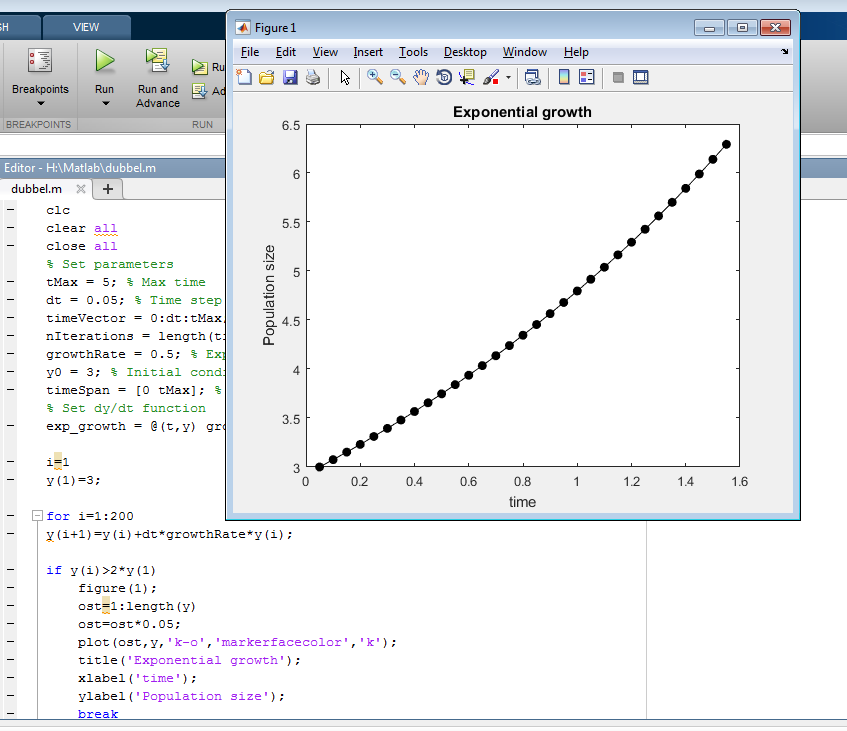 SH
VIEW
Breakpoints
Run
Run and
Advance
Ru
Ad
BREAKPOINTS
RUN
Figure 1
File Edit View Insert Tools Desktop Window Help
Exponential growth
6.5
6
5.5
5
4.5
4
3.5
3
Population size
0 0.2 0.4 0.6 0.8 1 1.2 1.4 1.6
time
Editor - H:\Matlab\dubbel.m
dubbel.m
clc
clear all
close all
% Set parameters
tMax = 5; % Max time
dt = 0.05; % Time step
timeVector = 0:dt:tMax
nIterations = length(ti
growthRate = 0.5; % Exp
y0 = 3; % Initial condi
timeSpan = [0 tMax]; %
% Set dy/dt function
exp_growth = @(t,y) gro
i=1
y(1)=3;
for i=1:200
y(i+1)=y(i)+dt*growthRate*y(i);
if y(i)>2*y(1)
figure(1);
ost=1:length(y)
ost=ost*0.05;
plot(ost,y,'k-o','markerfacecolor','k');
title('Exponential growth');
xlabel('time');
ylabel('Population size');
break